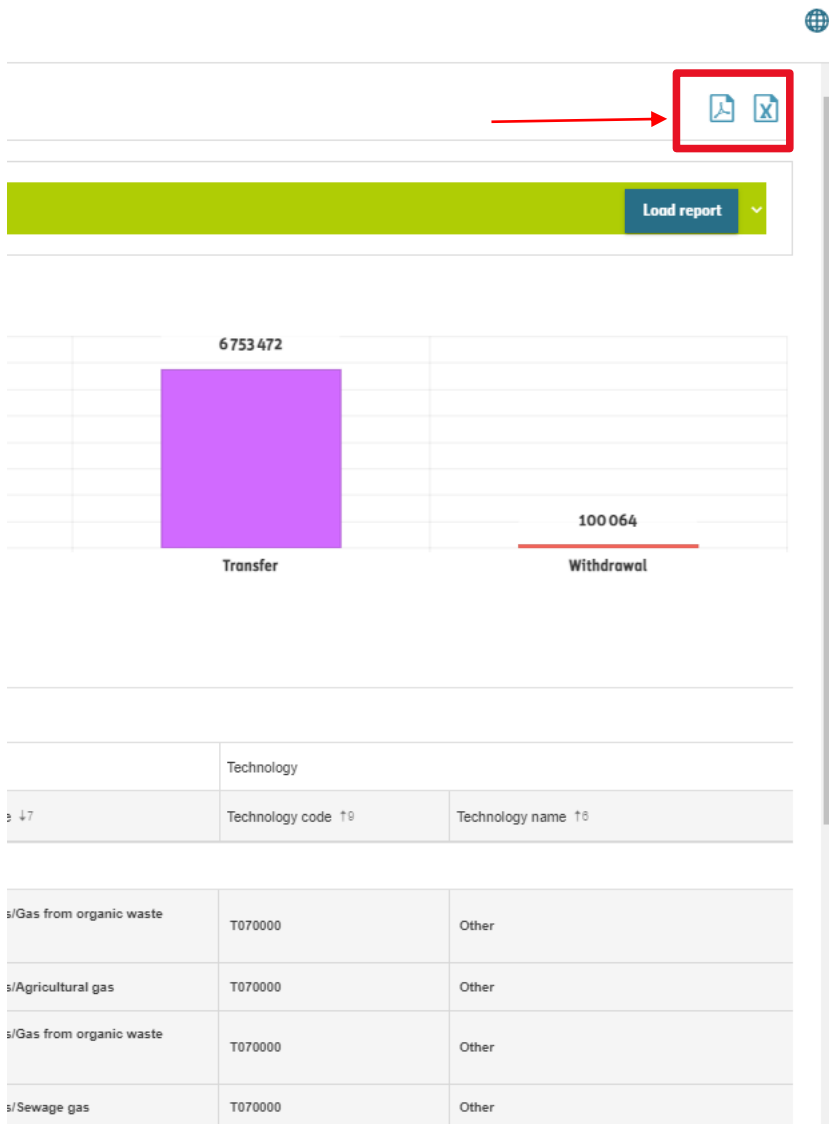 Load report
6 753 472
100 064
Transfer
Withdrawal
Technology
e ↓7
Technology code ↑9
Technology name ↑6
s/Gas from organic waste
T070000
Other
s/Agricultural gas
T070000
Other
s/Gas from organic waste
T070000
Other
s/Sewage gas
T070000
Other